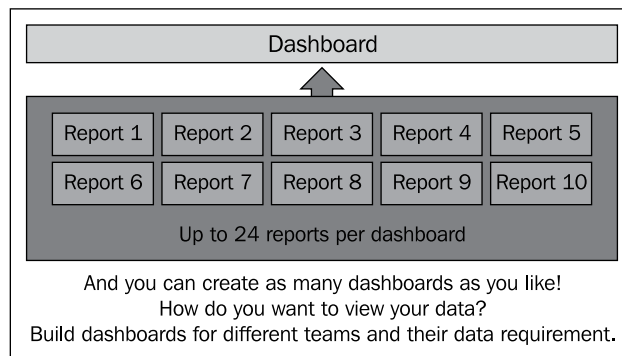 Dashboard
Report 1 Report 2 Report 3 Report 4 Report 5
Report 6 Report 7 Report 8 Report 9 Report 10
Up to 24 reports per dashboard
And you can create as many dashboards as you like!
How do you want to view your data?
Build dashboards for different teams and their data requirement.